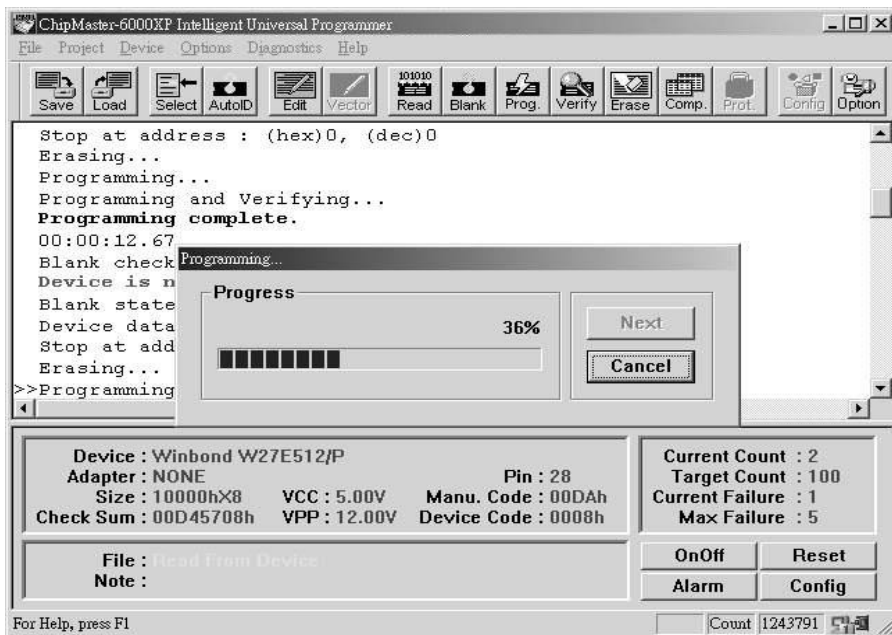 ChipMaster-6000XP Intelligent Universal Programmer
File Project Device Options Diagnostics Help
Save Load Select AutoID Edit Vector Read Blank Prog. Verify Erase Comp. Prot. Config Option
101010
Stop at address : (hex)0, (dec)0
Erasing...
Programming...
Programming and Verifying...
Programming complete.
00:00:12.67
Blank check
Device is n
Blank state
Device data
Stop at add
Erasing...
>>Programming
Programming...
Progress
36%
Next
Cancel
Device : Winbond W27E512/P
Adapter : NONE Pin : 28
Size : 10000hX8 VCC : 5.00V Manu. Code : 00DAh
Check Sum : 00D45708h VPP : 12.00V Device Code : 0008h
Current Count : 2
Target Count : 100
Current Failure : 1
Max Failure : 5
File : Read From Device
Note :
OnOff Reset
Alarm Config
For Help, press F1
Count 1243791